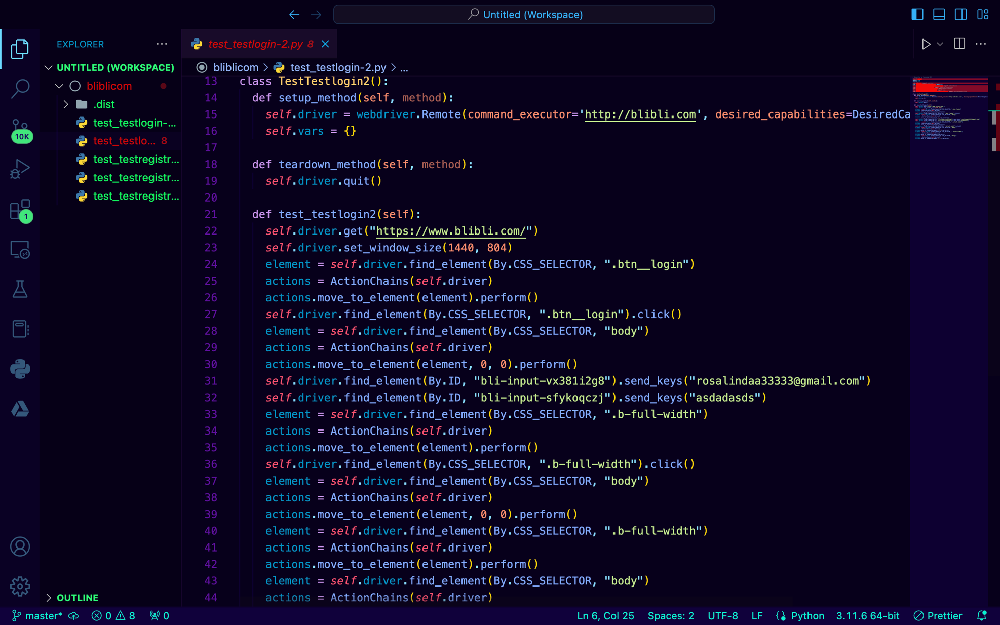 Untitled (Workspace)
EXPLORER
test_testlogin-2.py 8
UNTITLED (WORKSPACE)
bliblicom > test_testlogin-2.py > ...
bliblicom
.dist
test_testlogin-...
test_testlo... 8
test_testregistr...
test_testregistr...
test_testregistr...
10K
1
13 class TestTestlogin2():
14 def setup_method(self, method):
15 self.driver = webdriver.Remote(command_executor='http://blibli.com', desired_capabilities=DesiredCa
16 self.vars = {}
17
18 def teardown_method(self, method):
19 self.driver.quit()
20
21 def test_testlogin2(self):
22 self.driver.get("https://www.blibli.com/")
23 self.driver.set_window_size(1440, 804)
24 element = self.driver.find_element(By.CSS_SELECTOR, ".btn__login")
25 actions = ActionChains(self.driver)
26 actions.move_to_element(element).perform()
27 self.driver.find_element(By.CSS_SELECTOR, ".btn__login").click()
28 element = self.driver.find_element(By.CSS_SELECTOR, "body")
29 actions = ActionChains(self.driver)
30 actions.move_to_element(element, 0, 0).perform()
31 self.driver.find_element(By.ID, "bli-input-vx381i2g8").send_keys("rosalindaa33333@gmail.com")
32 self.driver.find_element(By.ID, "bli-input-sfykoqczj").send_keys("asdadasds")
33 element = self.driver.find_element(By.CSS_SELECTOR, ".b-full-width")
34 actions = ActionChains(self.driver)
35 actions.move_to_element(element).perform()
36 self.driver.find_element(By.CSS_SELECTOR, ".b-full-width").click()
37 element = self.driver.find_element(By.CSS_SELECTOR, "body")
38 actions = ActionChains(self.driver)
39 actions.move_to_element(element, 0, 0).perform()
40 element = self.driver.find_element(By.CSS_SELECTOR, ".b-full-width")
41 actions = ActionChains(self.driver)
42 actions.move_to_element(element).perform()
43 element = self.driver.find_element(By.CSS_SELECTOR, "body")
44 actions = ActionChains(self.driver)
OUTLINE
master* 0 8 0 Ln 6, Col 25 Spaces: 2 UTF-8 LF Python 3.11.6 64-bit Prettier